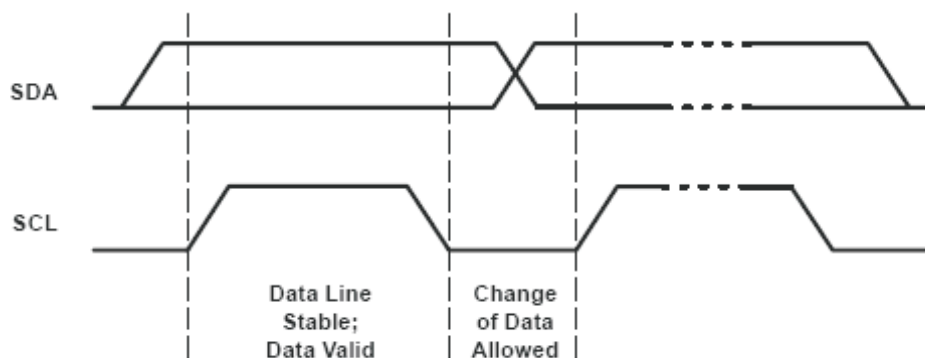 SDA
SCL
Data Line
Stable;
Data Valid
Change
of Data
Allowed